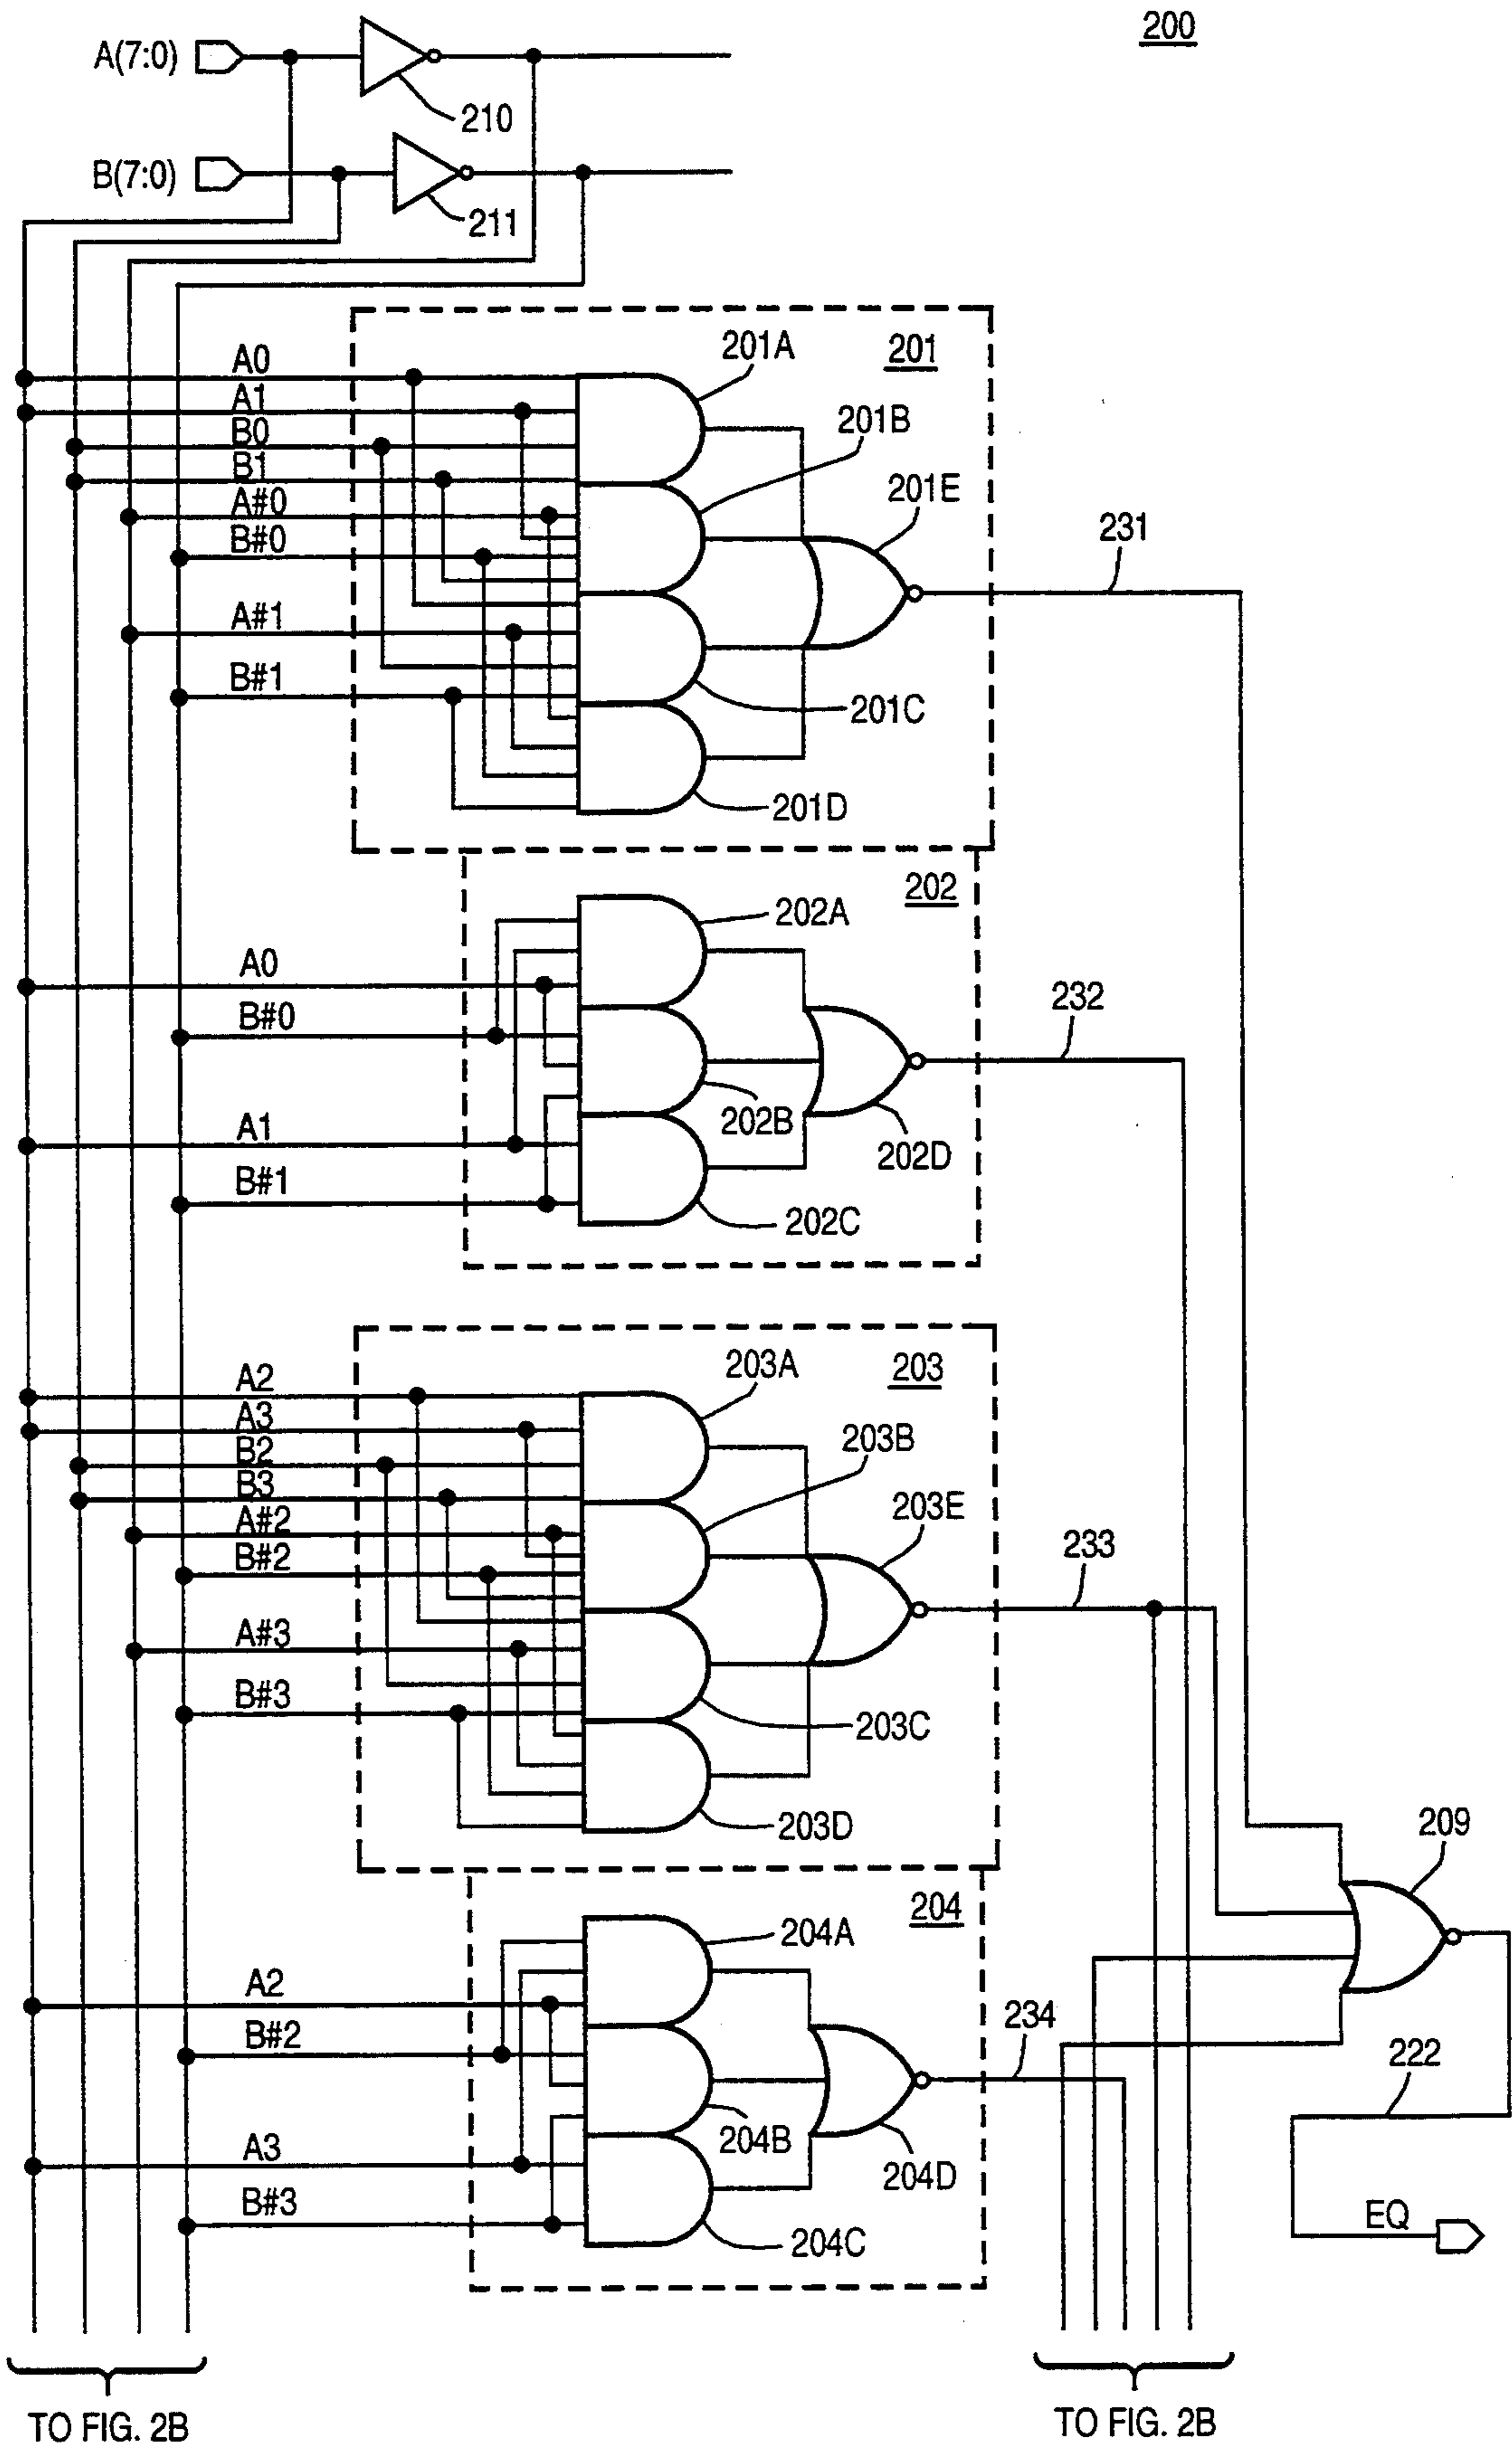 200
A(7:0)
210
B(7:0)
211
201A
201
A0
A1
201B
B0
B1
201E
A#0
231
B#0
A#1
B#1
201C
201D
202
202A
A0
232
B#0
202B
A1
202D
B#1
202C
203A
203
A2
A3
203B
B2
B3
203E
A#2
233
B#2
A#3
B#3
203C
203D
209
204
204A
A2
234
B#2
222
204B
A3
204D
B#3
EQ
204C
TO FIG. 2B
TO FIG. 2B